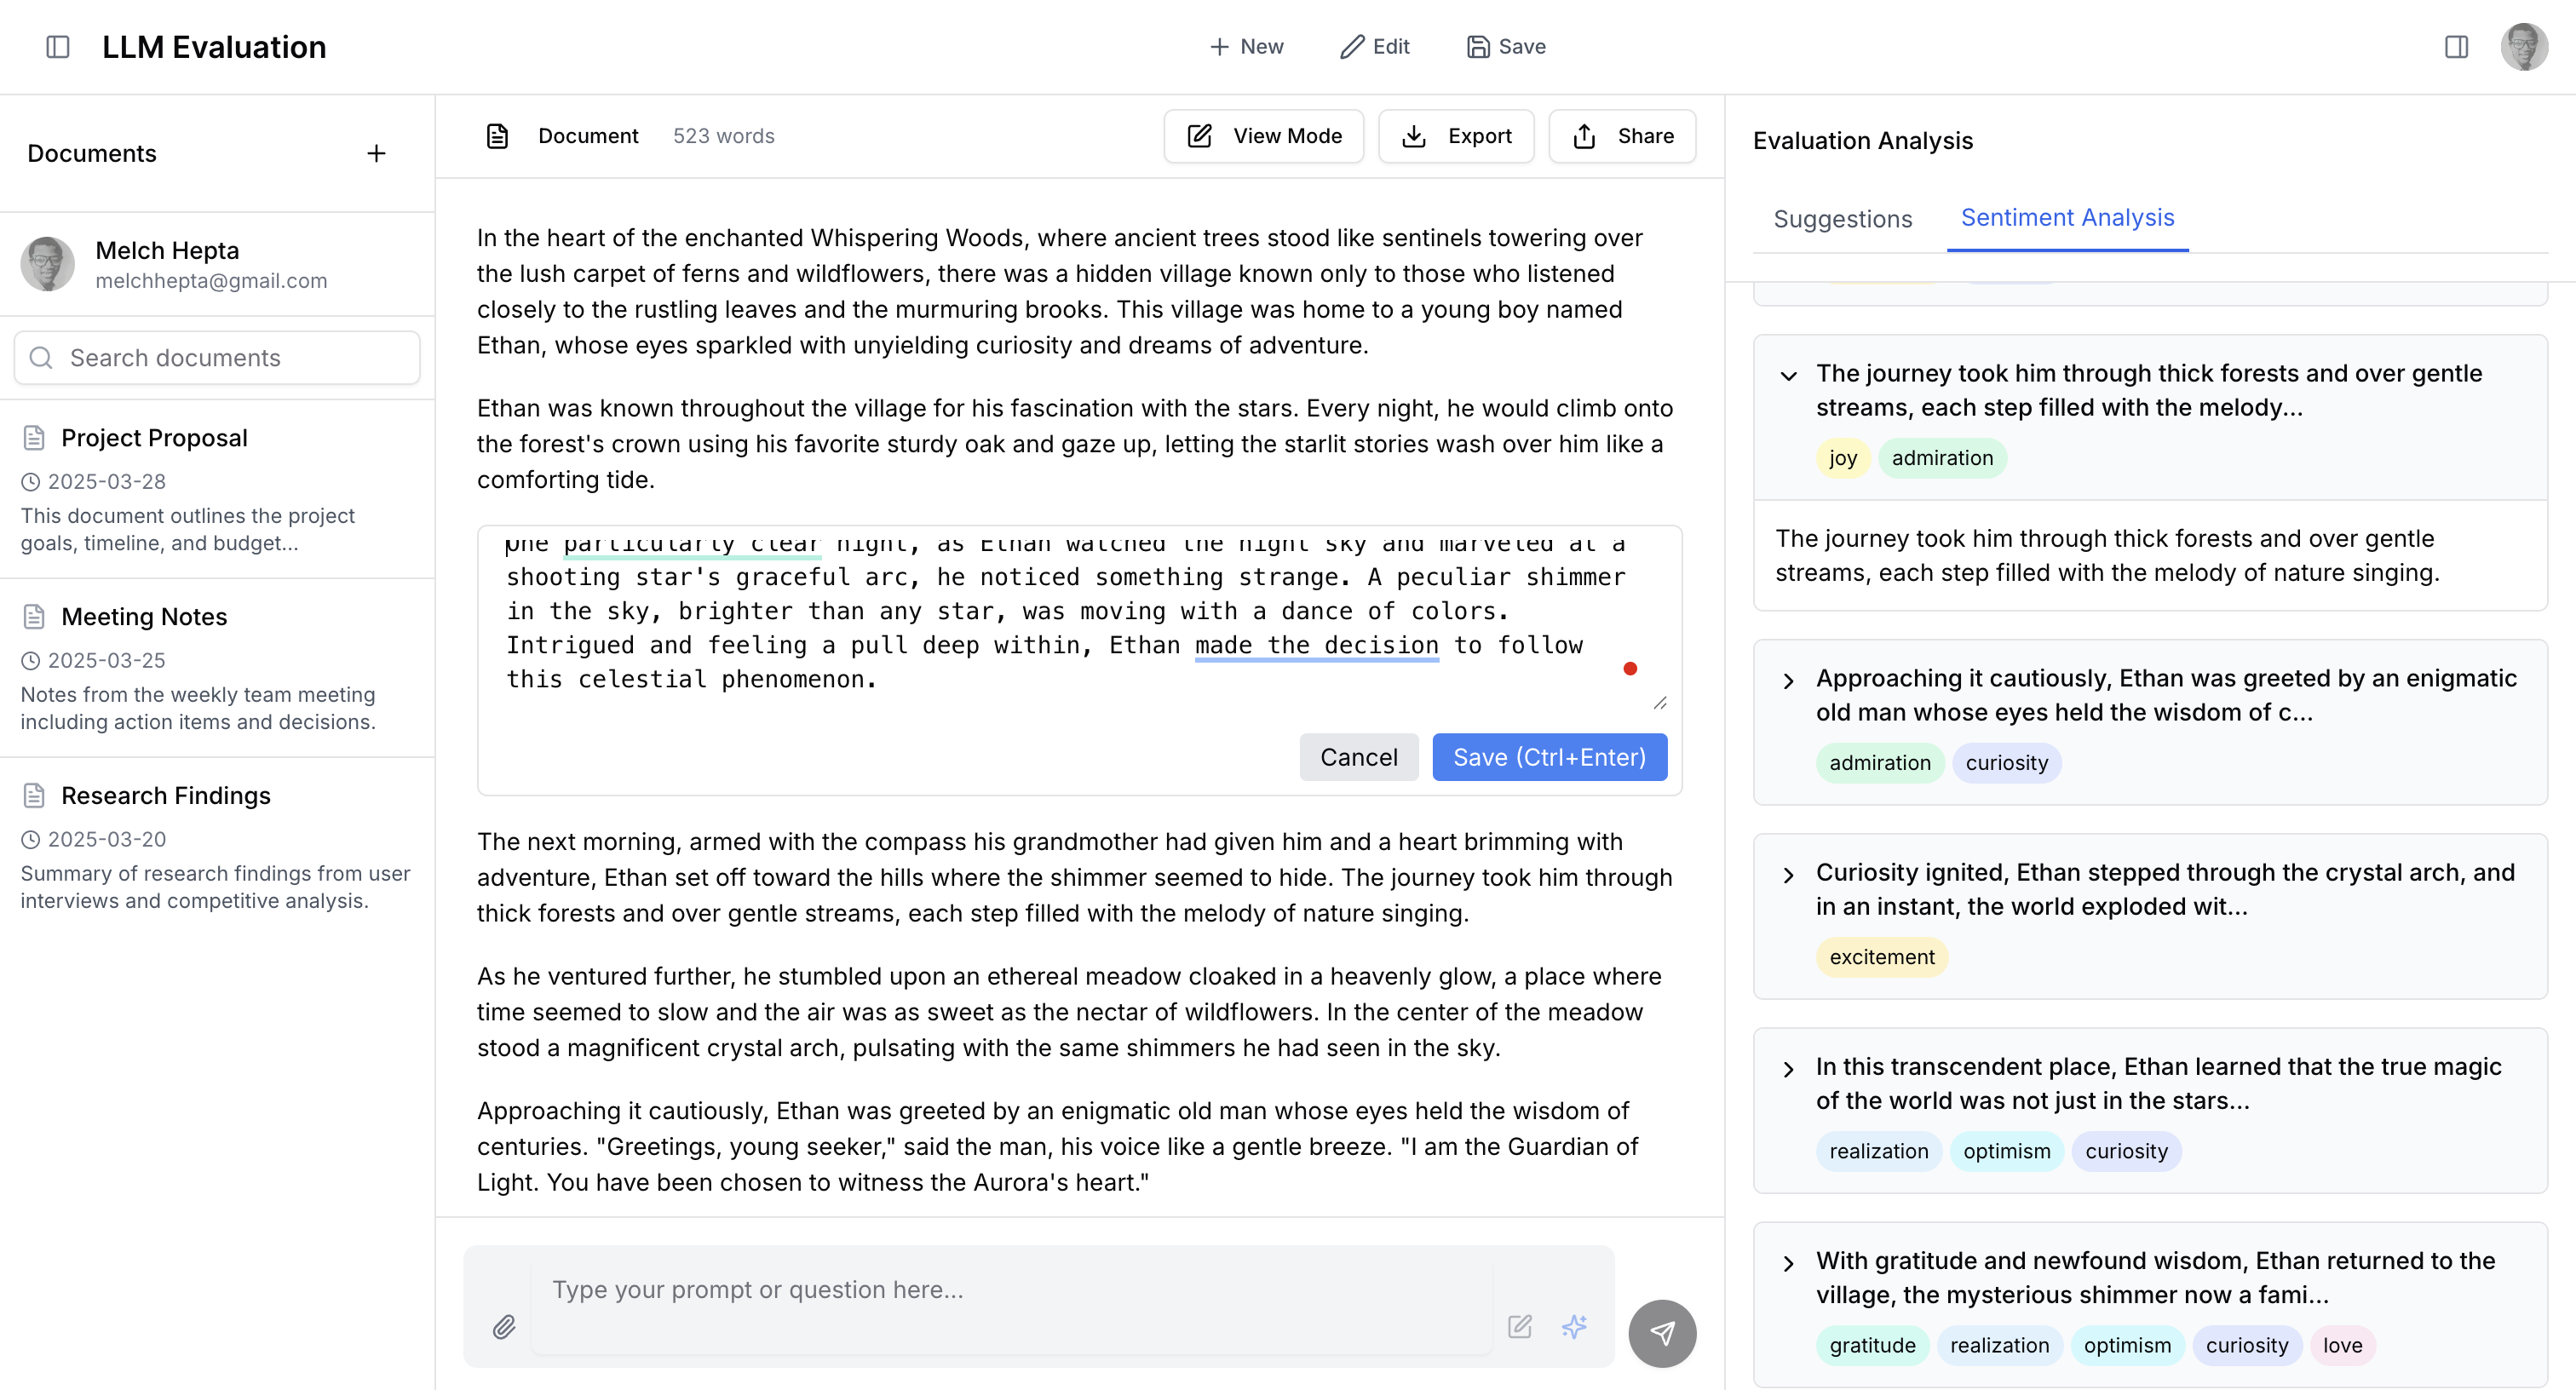 LLM Evaluation
New
Edit
Save
Documents
Melch Hepta
melchhepta@gmail.com
Search documents
Project Proposal
2025-03-28
This document outlines the project
goals, timeline, and budget...
Meeting Notes
2025-03-25
Notes from the weekly team meeting
including action items and decisions.
Research Findings
2025-03-20
Summary of research findings from user
interviews and competitive analysis.
Document
523 words
View Mode
Export
Share
In the heart of the enchanted Whispering Woods, where ancient trees stood like sentinels towering over
the lush carpet of ferns and wildflowers, there was a hidden village known only to those who listened
closely to the rustling leaves and the murmuring brooks. This village was home to a young boy named
Ethan, whose eyes sparkled with unyielding curiosity and dreams of adventure.
Ethan was known throughout the village for his fascination with the stars. Every night, he would climb onto
the forest's crown using his favorite sturdy oak and gaze up, letting the starlit stories wash over him like a
comforting tide.
One particularly clear night, as Ethan watched the night sky and marveled at a
shooting star's graceful arc, he noticed something strange. A peculiar shimmer
in the sky, brighter than any star, was moving with a dance of colors.
Intrigued and feeling a pull deep within, Ethan made the decision to follow
this celestial phenomenon.
Cancel
Save (Ctrl+Enter)
The next morning, armed with the compass his grandmother had given him and a heart brimming with
adventure, Ethan set off toward the hills where the shimmer seemed to hide. The journey took him through
thick forests and over gentle streams, each step filled with the melody of nature singing.
As he ventured further, he stumbled upon an ethereal meadow cloaked in a heavenly glow, a place where
time seemed to slow and the air was as sweet as the nectar of wildflowers. In the center of the meadow
stood a magnificent crystal arch, pulsating with the same shimmers he had seen in the sky.
Approaching it cautiously, Ethan was greeted by an enigmatic old man whose eyes held the wisdom of
centuries. "Greetings, young seeker," said the man, his voice like a gentle breeze. "I am the Guardian of
Light. You have been chosen to witness the Aurora's heart."
Type your prompt or question here...
Evaluation Analysis
Suggestions
Sentiment Analysis
The journey took him through thick forests and over gentle
streams, each step filled with the melody...
joy
admiration
The journey took him through thick forests and over gentle
streams, each step filled with the melody of nature singing.
Approaching it cautiously, Ethan was greeted by an enigmatic
old man whose eyes held the wisdom of c...
admiration
curiosity
Curiosity ignited, Ethan stepped through the crystal arch, and
in an instant, the world exploded wit...
excitement
In this transcendent place, Ethan learned that the true magic
of the world was not just in the stars...
realization
optimism
curiosity
With gratitude and newfound wisdom, Ethan returned to the
village, the mysterious shimmer now a fami...
gratitude
realization
optimism
curiosity
love